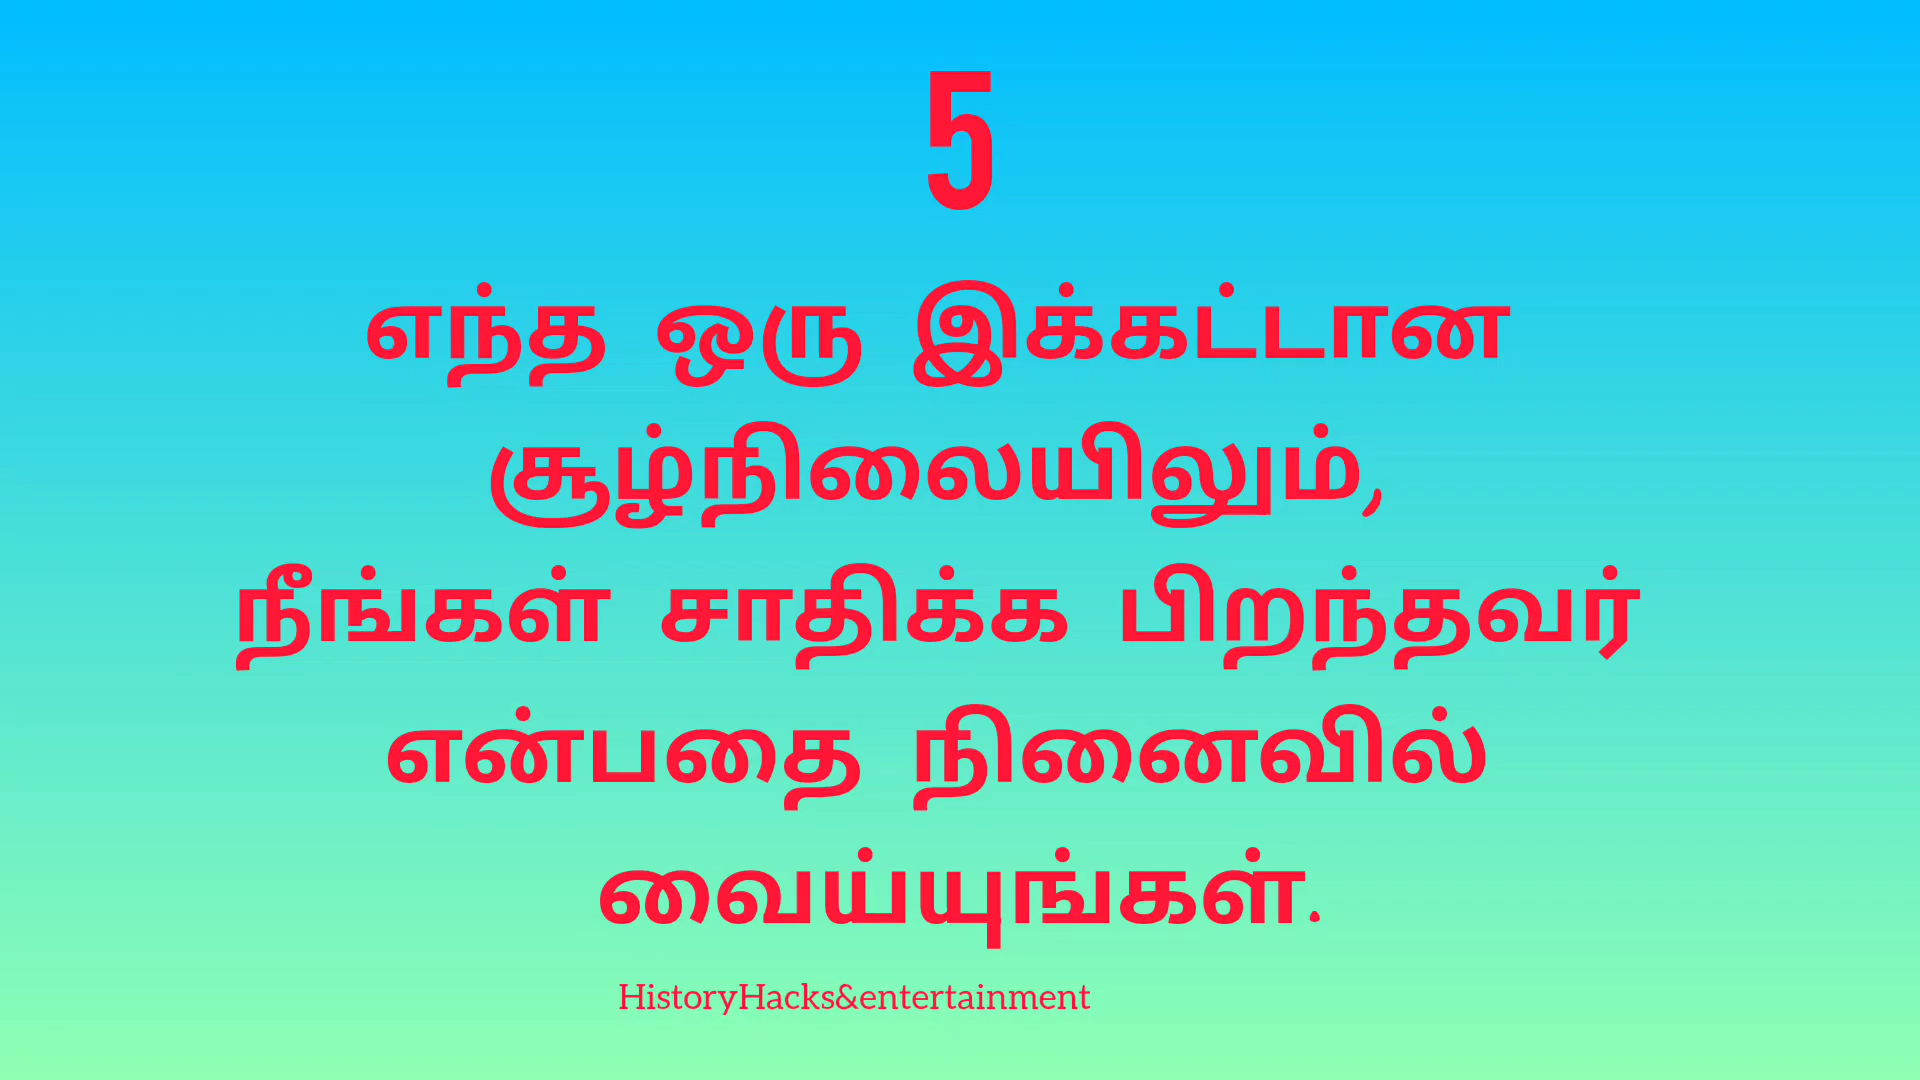 5
எந்த ஒரு இக்கட்டான
சூழ்நிலையிலும்,
நீங்கள் சாதிக்க பிறந்தவர்
என்பதை நினைவில்
வைய்யுங்கள்.
HistoryHacks&entertainment